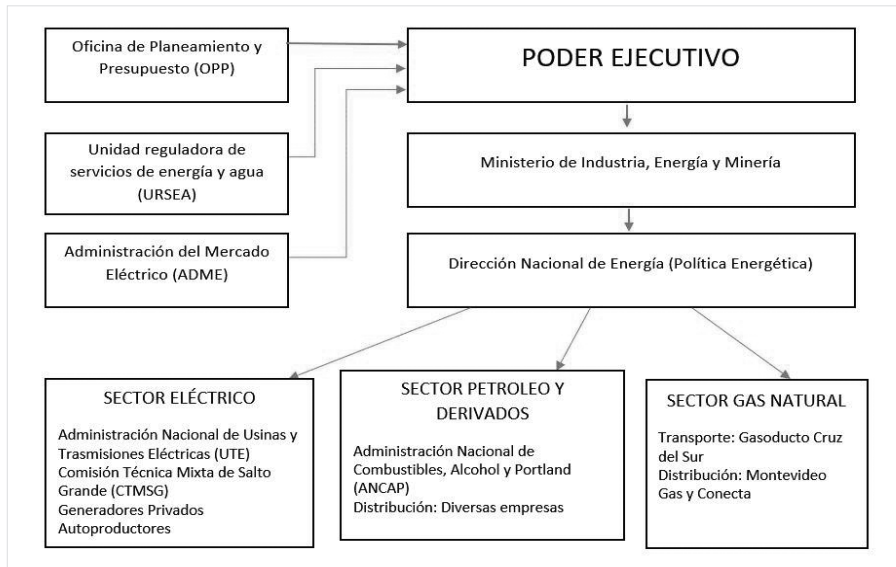 Oficina de Planeamiento y
Presupuesto (OPP)
PODER EJECUTIVO
Unidad reguladora de
servicios de energía y agua
(URSEA)
Ministerio de Industria, Energía y Minería
Administración del Mercado
Eléctrico (ADME)
Dirección Nacional de Energía (Política Energética)
SECTOR ELÉCTRICO
Administración Nacional de Usinas y
Trasmisiones Eléctricas (UTE)
Comisión Técnica Mixta de Salto
Grande (CTMSG)
Generadores Privados
Autoproductores
SECTOR PETROLEO Y
DERIVADOS
Administración Nacional de
Combustibles, Alcohol y Portland
(ANCAP)
Distribución: Diversas empresas
SECTOR GAS NATURAL
Transporte: Gasoducto Cruz
del Sur
Distribución: Montevideo
Gas y Conecta